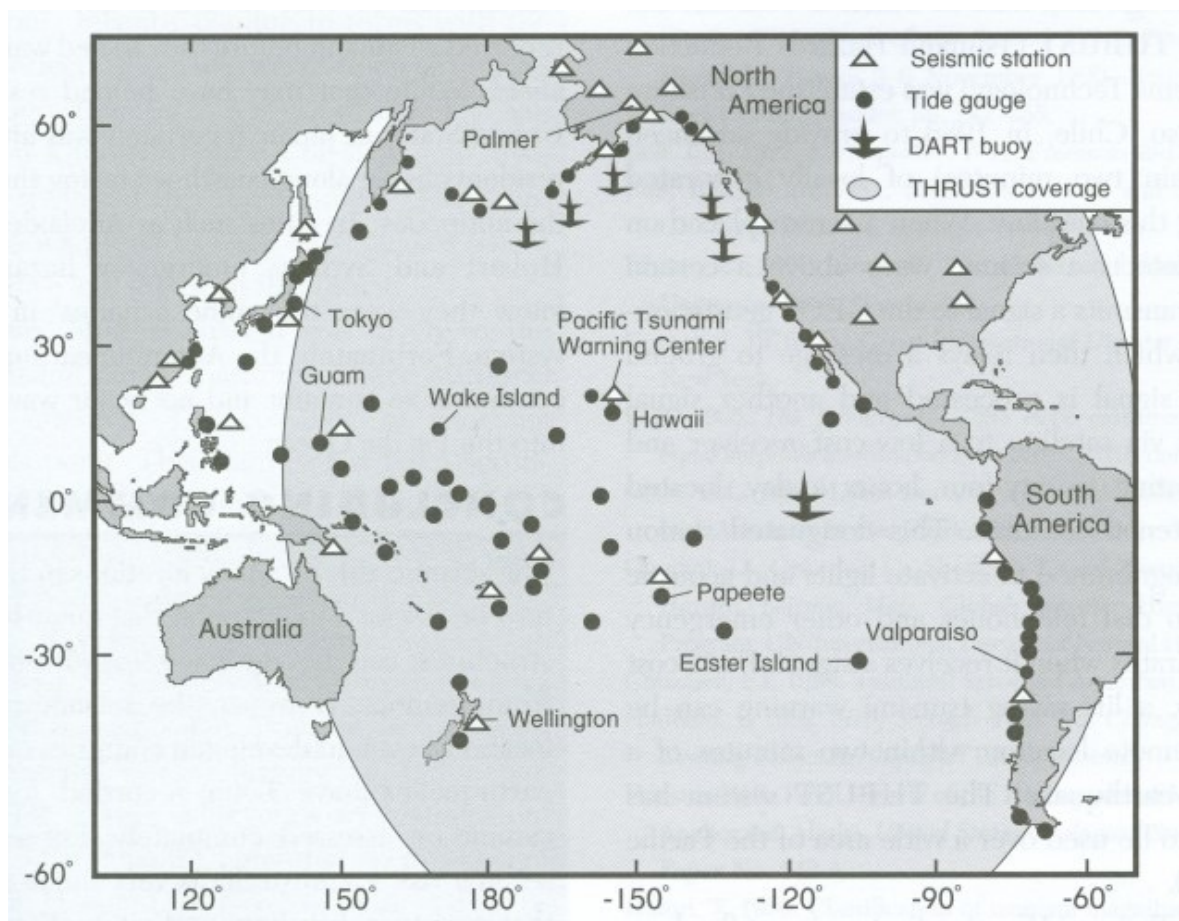 North
America
Seismic station
Tide gauge
DART buoy
THRUST coverage
60°
Palmer
Tokyo
Pacific Tsunami
Warning Center
30°
Guam
Wake Island
Hawaii
0°
South
America
Papeete
Australia
Valparaiso
Easter Island
-30°
Wellington
-60°
120° 150° 180° -150° -120° -90° -60°